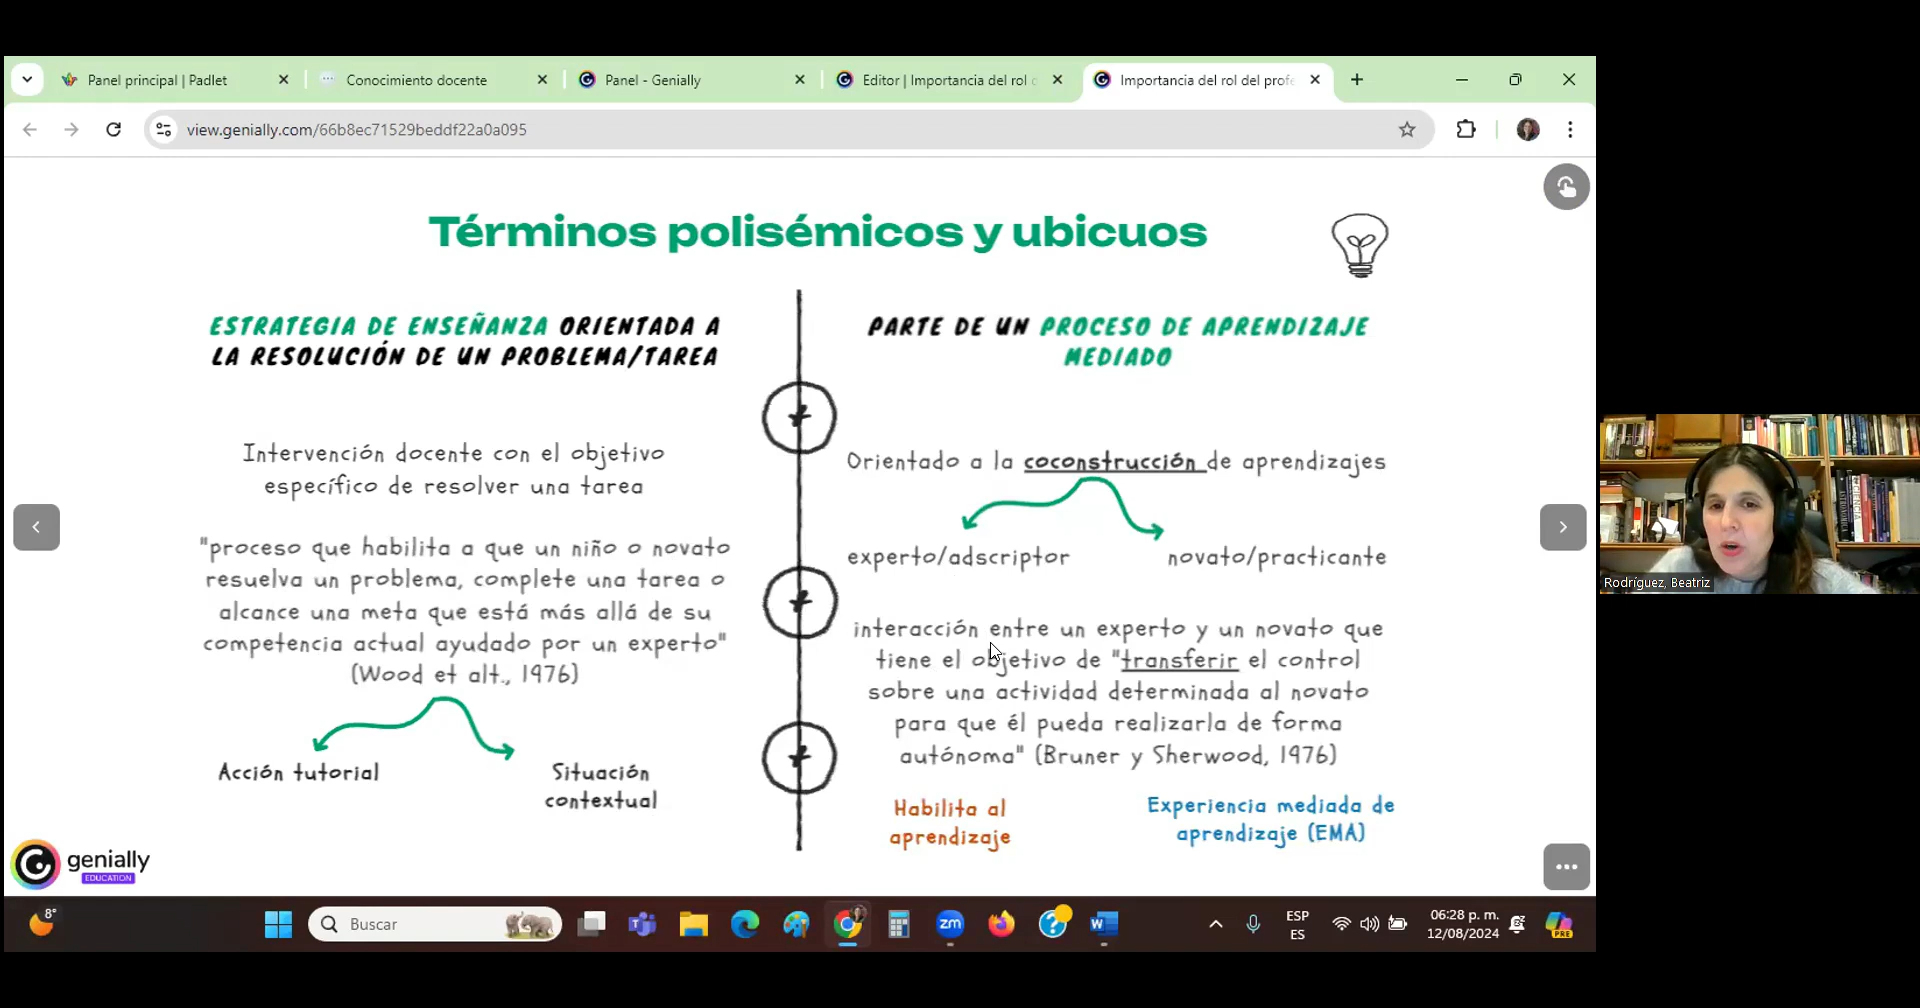 Panel principal | Padlet
Conocimiento docente
Panel - Genially
Editor | Importancia del rol
Importancia del rol del profe
view.genially.com/66b8ec71529beddf22a0a095
Términos polisémicos y ubicuos
ESTRATEGIA DE ENSEÑANZA ORIENTADA A
LA RESOLUCIÓN DE UN PROBLEMA/TAREA
Intervención docente con el objetivo
específico de resolver una tarea
"proceso que habilita a que un niño o novato
resuelva un problema, complete una tarea o
alcance una meta que está más allá de su
competencia actual ayudado por un experto"
(Wood et alt., 1976)
Acción tutorial
Situación
contextual
PARTE DE UN PROCESO DE APRENDIZAJE
MEDIADO
Orientado a la coconstrucción de aprendizajes
experto/adscriptor
novato/practicante
interacción entre un experto y un novato que
tiene el objetivo de "transferir el control
sobre una actividad determinada al novato
para que él pueda realizarla de forma
autónoma" (Bruner y Sherwood, 1976)
Habilita al
aprendizaje
Experiencia mediada de
aprendizaje (EMA)
genially
EDUCATION
Rodríguez, Beatriz
8°
Buscar
zm
W
ESP
ES
06:28 p. m.
12/08/2024
PRE